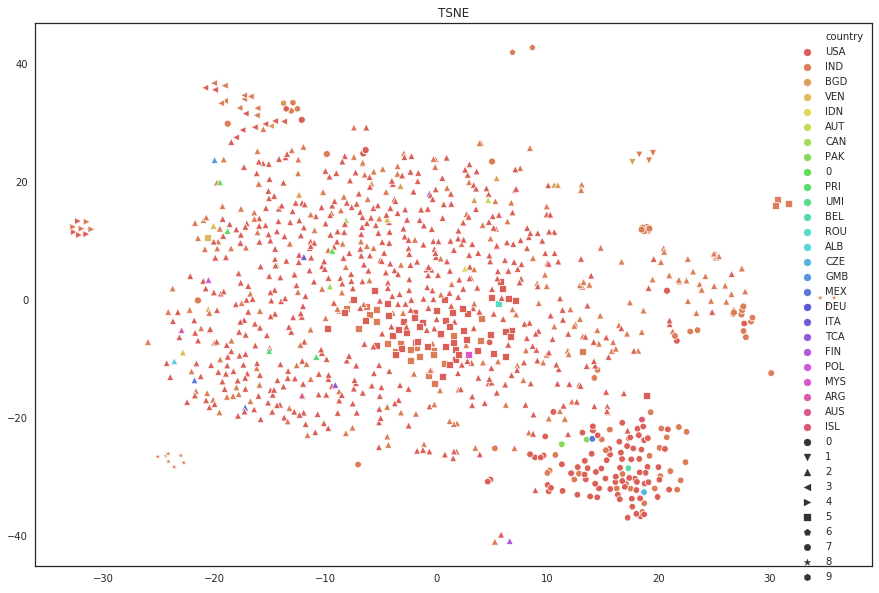 TSNE
40
20
0
−20
−40
−30
−20
−10
0
10
20
30
country
USA
IND
BGD
VEN
IDN
AUT
CAN
PAK
0
PRI
UMI
BEL
ROU
ALB
CZE
GMB
MEX
DEU
ITA
TCA
FIN
POL
MYS
ARG
AUS
ISL
0
1
2
3
4
5
6
7
8
9